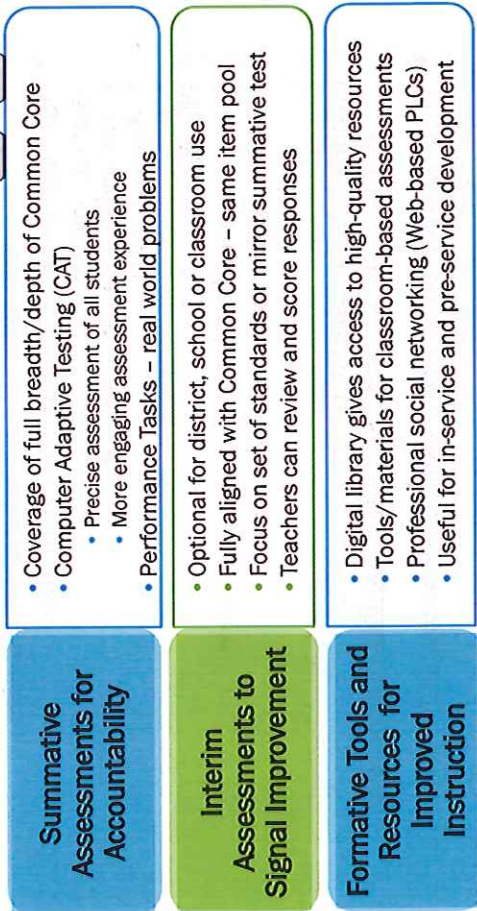 Summative
Assessments for
Accountability
• Coverage of full breadth/depth of Common Core
• Computer Adaptive Testing (CAT)
• Precise assessment of all students
• More engaging assessment experience
• Performance Tasks – real world problems
Interim
Assessments to
Signal Improvement
• Optional for district, school or classroom use
• Fully aligned with Common Core – same item pool
• Focus on set of standards or mirror summative test
• Teachers can review and score responses
Formative Tools and
Resources for
Improved
Instruction
• Digital library gives access to high-quality resources
• Tools/materials for classroom-based assessments
• Professional social networking (Web-based PLCs)
• Useful for in-service and pre-service development